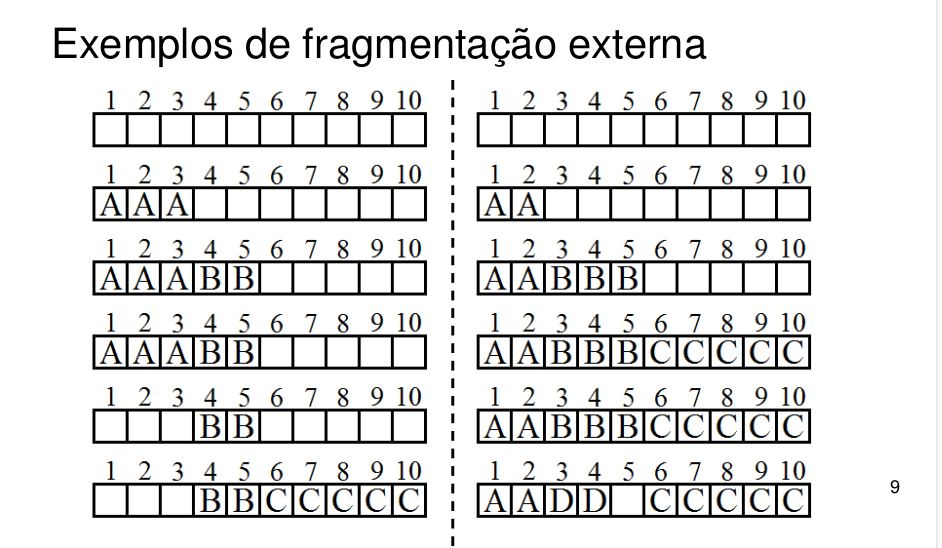 Exemplos de fragmentação externa
1 2 3 4 5 6 7 8 9 10
1 2 3 4 5 6 7 8 9 10
A A A
1 2 3 4 5 6 7 8 9 10
A A A B B
1 2 3 4 5 6 7 8 9 10
A A A B B
1 2 3 4 5 6 7 8 9 10
B B
1 2 3 4 5 6 7 8 9 10
B B C C C C C
1 2 3 4 5 6 7 8 9 10
1 2 3 4 5 6 7 8 9 10
A A
1 2 3 4 5 6 7 8 9 10
A A B B B
1 2 3 4 5 6 7 8 9 10
A A B B B C C C C C
1 2 3 4 5 6 7 8 9 10
A A B B B C C C C C
1 2 3 4 5 6 7 8 9 10
A A D D C C C C C
9